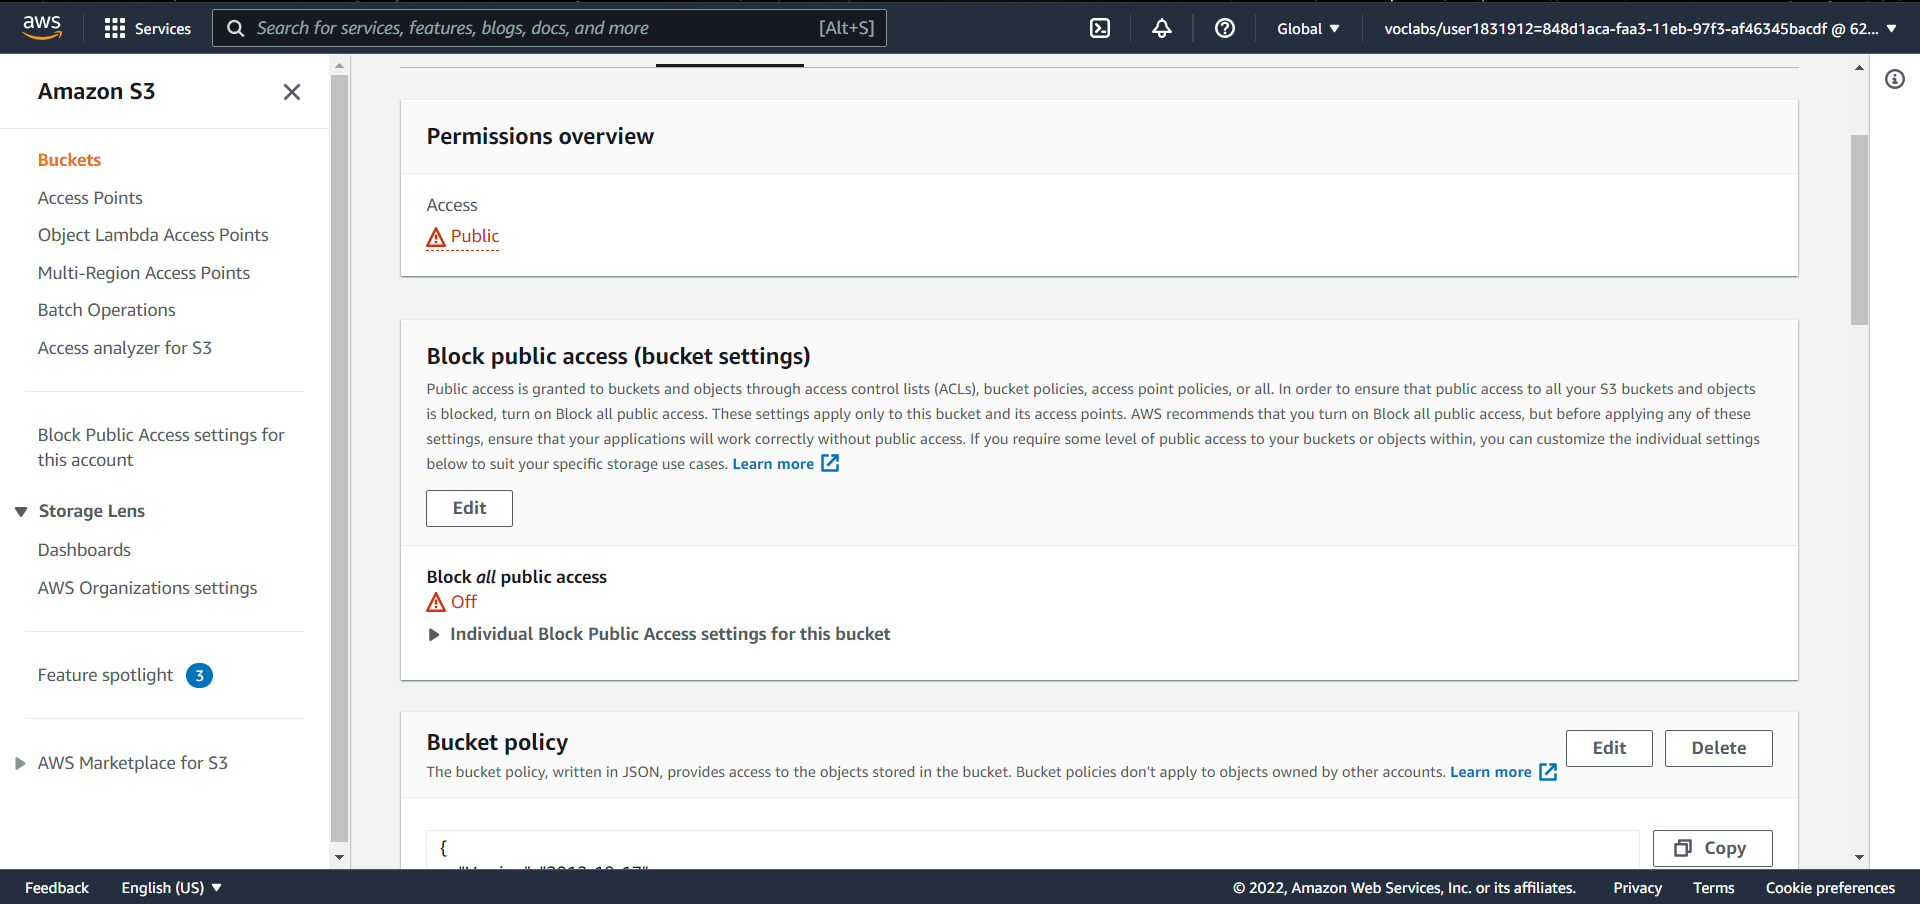 aws
Services
Search for services, features, blogs, docs, and more
[Alt+S]
Global
voclabs/user1831912=848d1aca-faa3-11eb-97f3-af46345bacdf @ 62...
Amazon S3
Buckets
Access Points
Object Lambda Access Points
Multi-Region Access Points
Batch Operations
Access analyzer for S3
Block Public Access settings for
this account
Storage Lens
Dashboards
AWS Organizations settings
Feature spotlight 3
AWS Marketplace for S3
Permissions overview
Access
Public
Block public access (bucket settings)
Public access is granted to buckets and objects through access control lists (ACLs), bucket policies, access point policies, or all. In order to ensure that public access to all your S3 buckets and objects
is blocked, turn on Block all public access. These settings apply only to this bucket and its access points. AWS recommends that you turn on Block all public access, but before applying any of these
settings, ensure that your applications will work correctly without public access. If you require some level of public access to your buckets or objects within, you can customize the individual settings
below to suit your specific storage use cases. Learn more
Edit
Block all public access
Off
Individual Block Public Access settings for this bucket
Bucket policy
The bucket policy, written in JSON, provides access to the objects stored in the bucket. Bucket policies don't apply to objects owned by other accounts. Learn more
Edit
Delete
{
Copy
Feedback
English (US)
© 2022, Amazon Web Services, Inc. or its affiliates.
Privacy
Terms
Cookie preferences